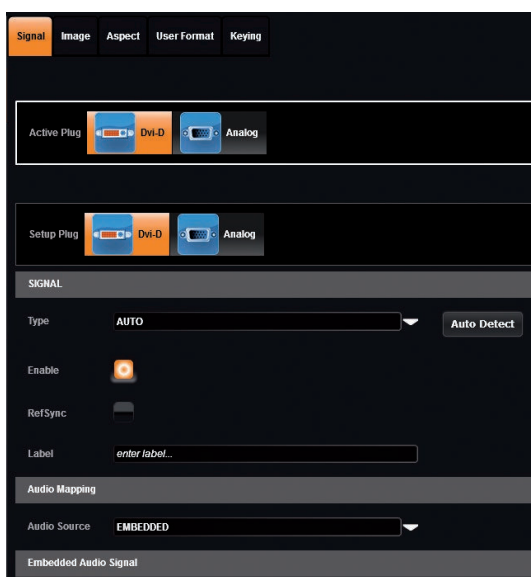 Signal Image Aspect User Format Keying
Active Plug Dvi-D Analog
Setup Plug Dvi-D Analog
SIGNAL
Type AUTO Auto Detect
Enable
RefSync
Label enter label...
Audio Mapping
Audio Source EMBEDDED
Embedded Audio Signal